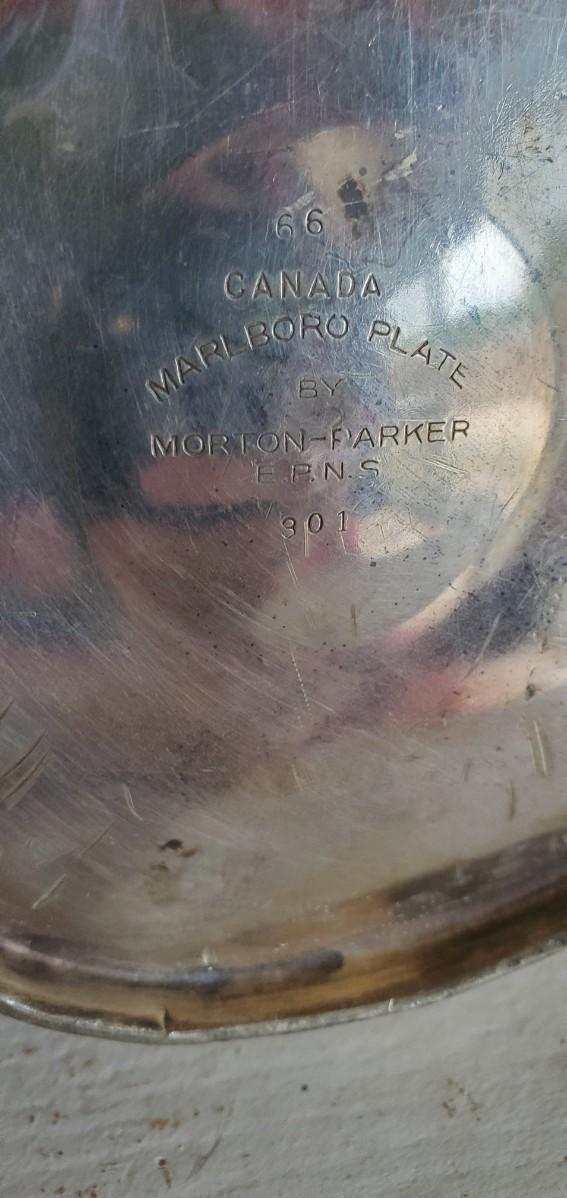 66
CANADA
MARLBORO PLATE
BY
MORTON-PARKER
E.P.N.S
301